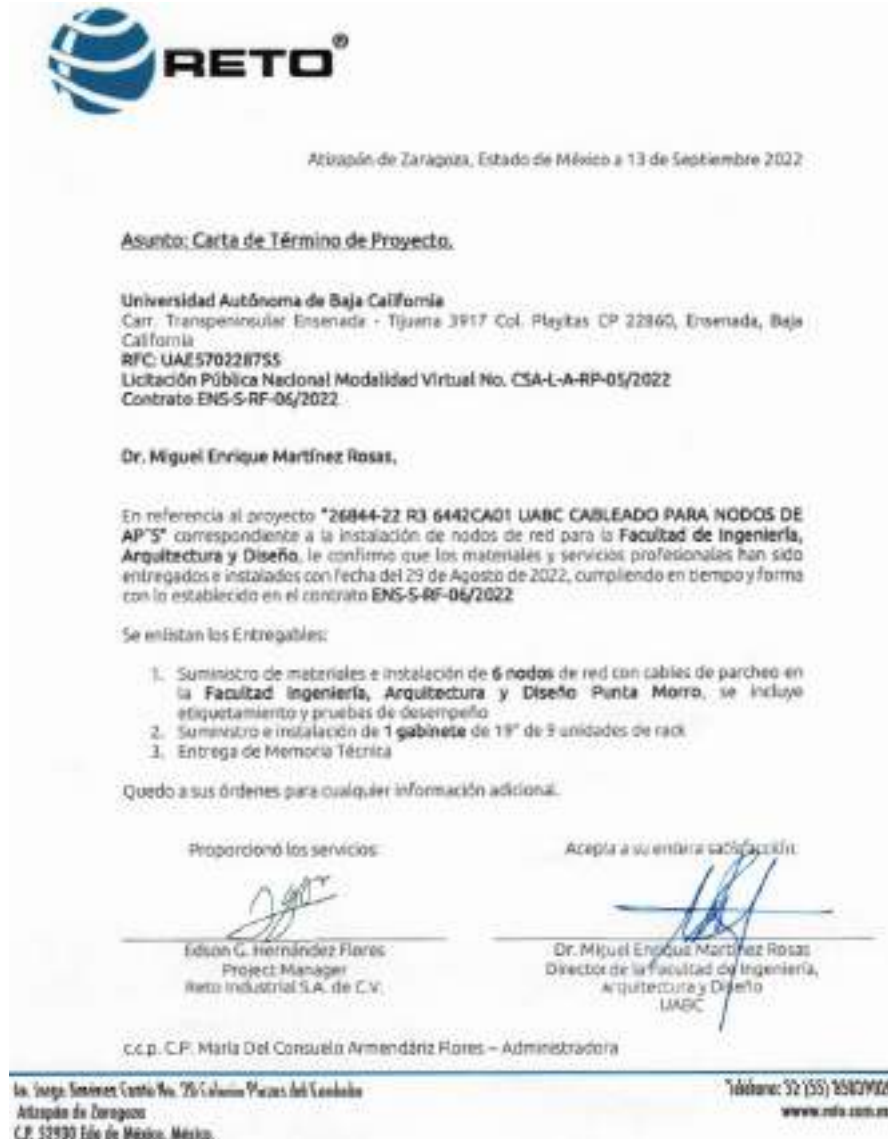 RETO®
Atizapán de Zaragoza, Estado de México a 13 de Septiembre 2022
Asunto: Carta de Término de Proyecto.
Universidad Autónoma de Baja California
Carr. Transpeninsular Ensenada - Tijuana 3917 Col. Playitas CP 22860, Ensenada, Baja
California
RFC: UAE5702287S5
Licitación Pública Nacional Modalidad Virtual No. CSA-L-A-RP-05/2022
Contrato ENS-S-RF-06/2022
Dr. Miguel Enrique Martínez Rosas,
En referencia al proyecto "26844-22 R3 6442CA01 UABC CABLEADO PARA NODOS DE
AP´S" correspondiente a la instalación de nodos de red para la Facultad de Ingeniería,
Arquitectura y Diseño, le confirmo que los materiales y servicios profesionales han sido
entregados e instalados con fecha del 29 de Agosto de 2022, cumpliendo en tiempo y forma
con lo establecido en el contrato ENS-S-RF-06/2022
Se enlistan los Entregables:
1. Suministro de materiales e instalación de 6 nodos de red con cables de parcheo en
la Facultad Ingeniería, Arquitectura y Diseño Punta Morro, se incluye
etiquetamiento y pruebas de desempeño
2. Suministro e instalación de 1 gabinete de 19" de 9 unidades de rack
3. Entrega de Memoria Técnica
Quedo a sus órdenes para cualquier información adicional.
Proporcionó los servicios:
Acepta a su entera satisfacción:
Edson G. Hernández Flores
Project Manager
Reto Industrial S.A. de C.V.
Dr. Miguel Enrique Martínez Rosas
Director de la Facultad de Ingeniería,
Arquitectura y Diseño
UABC
c.c.p. C.P. María Del Consuelo Armendáriz Flores – Administradora
Atizapán de Zaragoza
C.P. 52930 Edo de México, México.
Teléfono: 52 (55)
www.reto.com.m